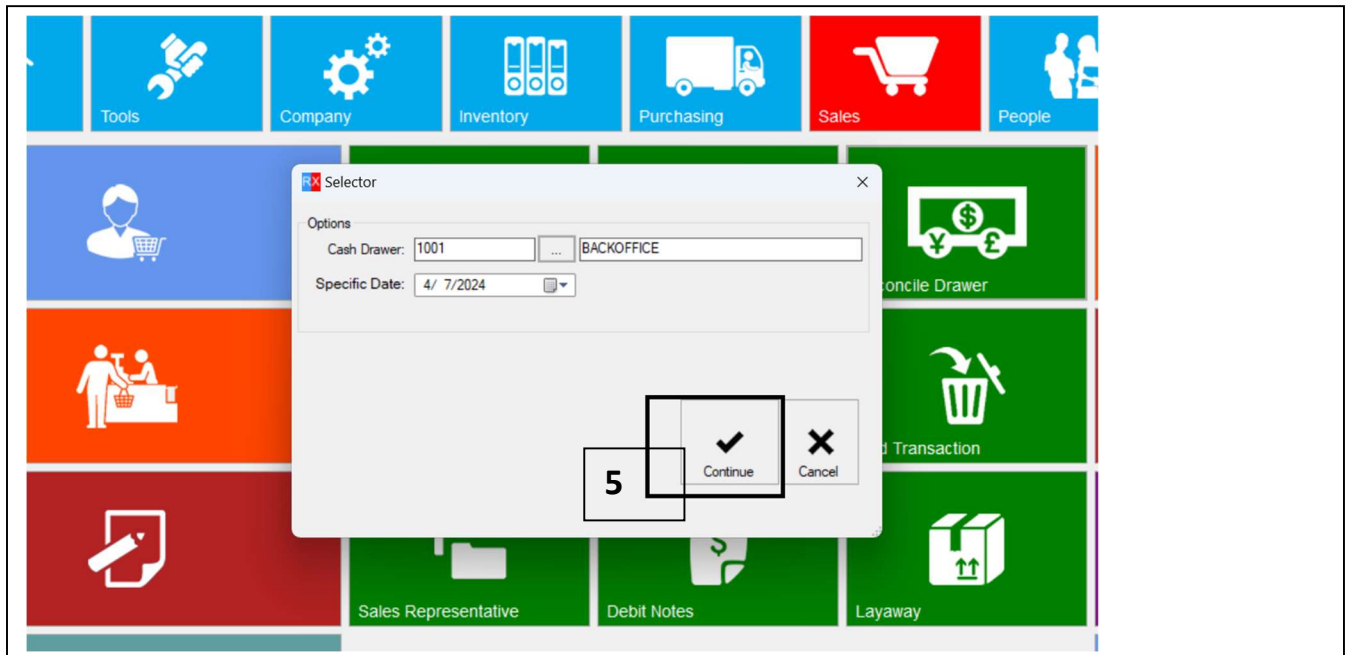 Tools
Company
Inventory
Purchasing
Sales
People
RX Selector
Options
Cash Drawer: 1001 ... BACKOFFICE
Specific Date: 4/ 7/2024
oncile Drawer
Continue
Cancel
5
d Transaction
Sales Representative
Debit Notes
Layaway